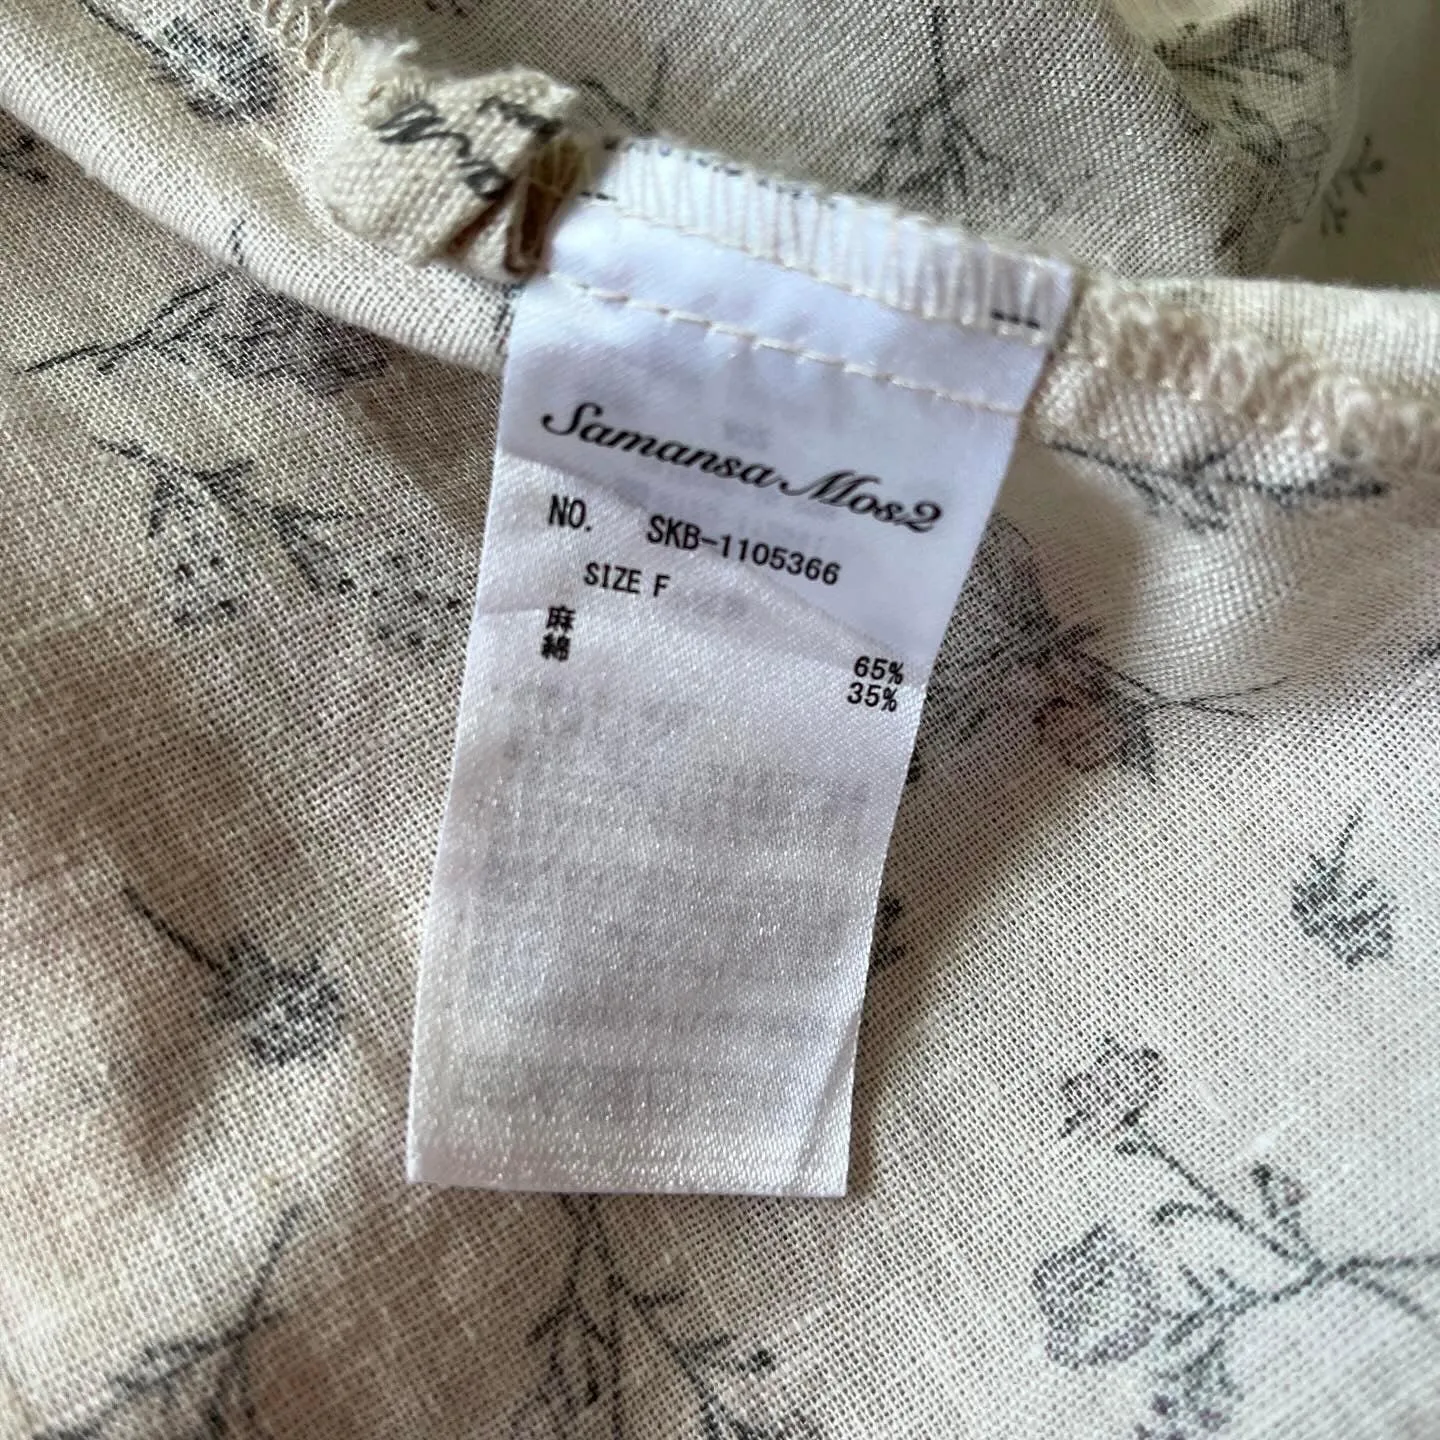 Samansa Mos2
NO. SKB-1105366
SIZE F
麻 65%
綿 35%